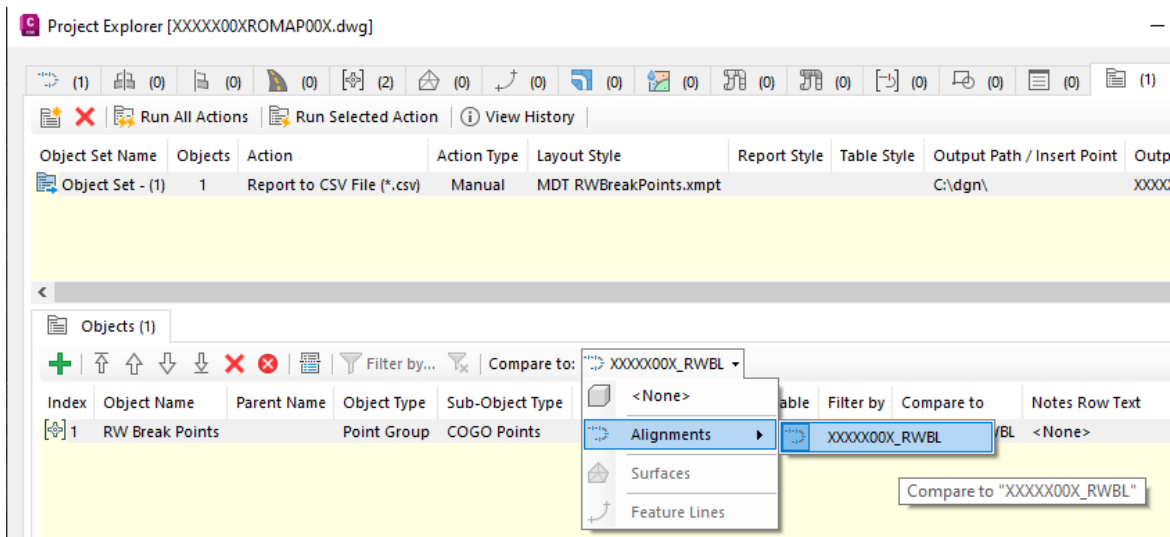 Project Explorer [XXXXX00XROMAP00X.dwg]
(1) (0) (0) (0) (2) (0) (0) (0) (0) (0) (0) (0) (0) (0) (1)
Run All Actions Run Selected Action View History
Object Set Name Objects Action Action Type Layout Style Report Style Table Style Output Path / Insert Point Outp
Object Set - (1) 1 Report to CSV File (*.csv) Manual MDT RWBreakPoints.xmpt C:\dgn\ XXXX
Objects (1)
Filter by... Compare to: XXXXX00X_RWBL
Index Object Name Parent Name Object Type Sub-Object Type <None> able Filter by Compare to Notes Row Text
1 RW Break Points Point Group COGO Points Alignments XXXXX00X_RWBL WBL <None>
Surfaces
Compare to "XXXXX00X_RWBL"
Feature Lines